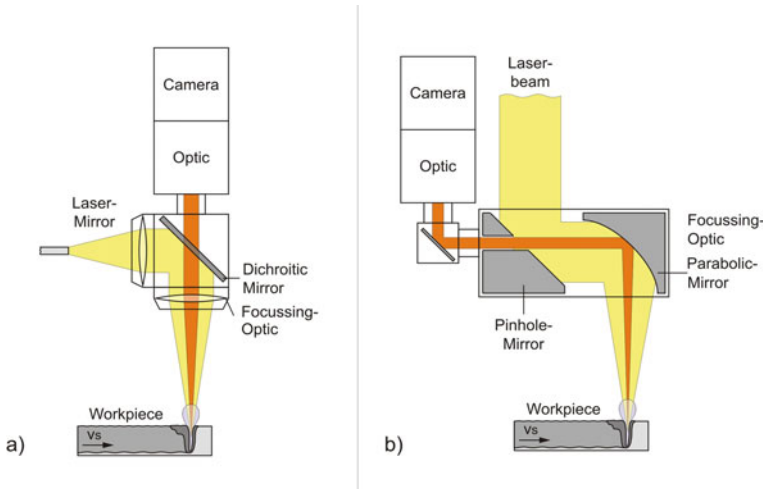 Camera
Optic
Laser-
Mirror
Dichroitic
Mirror
Focussing-
Optic
Workpiece
vs
a)
Laser-
beam
Camera
Optic
Focussing-
Optic
Parabolic-
Mirror
Pinhole-
Mirror
Workpiece
vs
b)